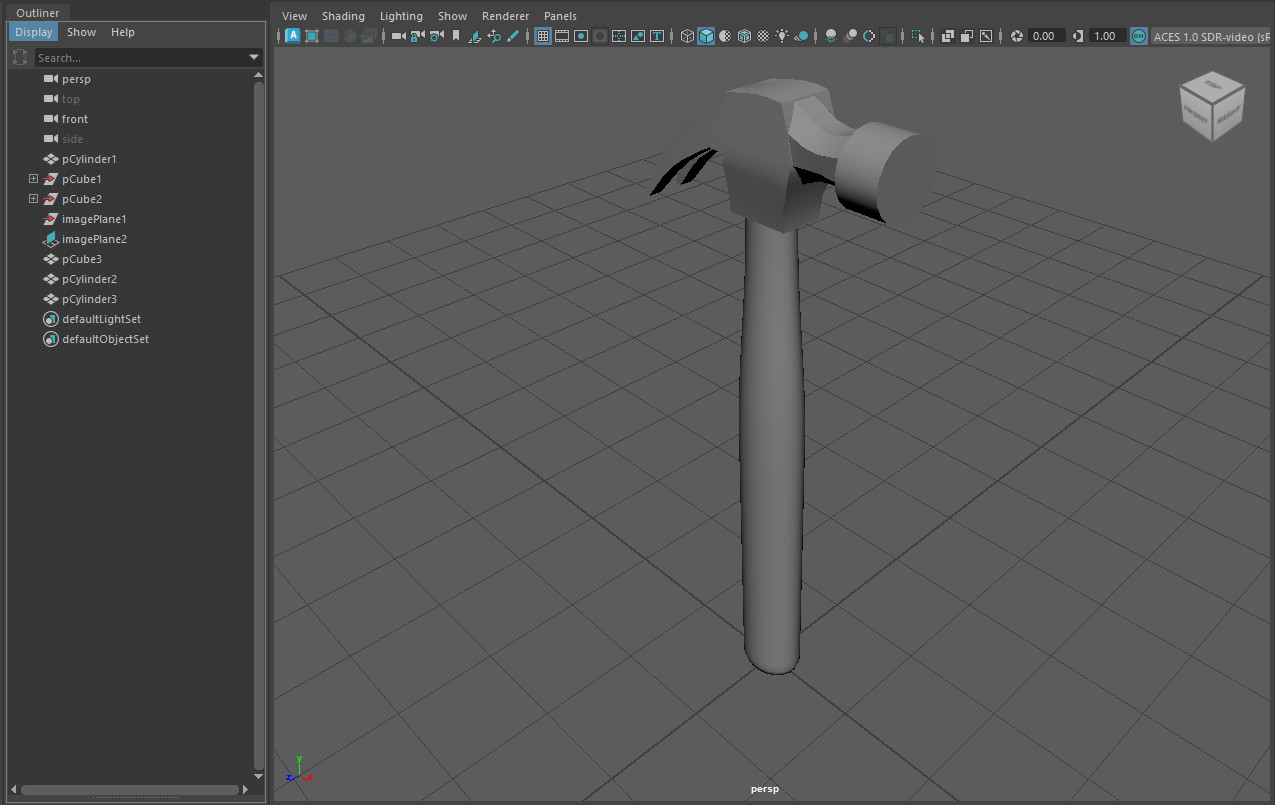 Outliner
Display Show Help
Search...
persp
top
front
side
pCylinder1
pCube1
pCube2
imagePlane1
imagePlane2
pCube3
pCylinder2
pCylinder3
defaultLightSet
defaultObjectSet
View Shading Lighting Show Renderer Panels
A T 0.00 1.00 ON ACES 1.0 SDR-video (sR
y
z x
persp